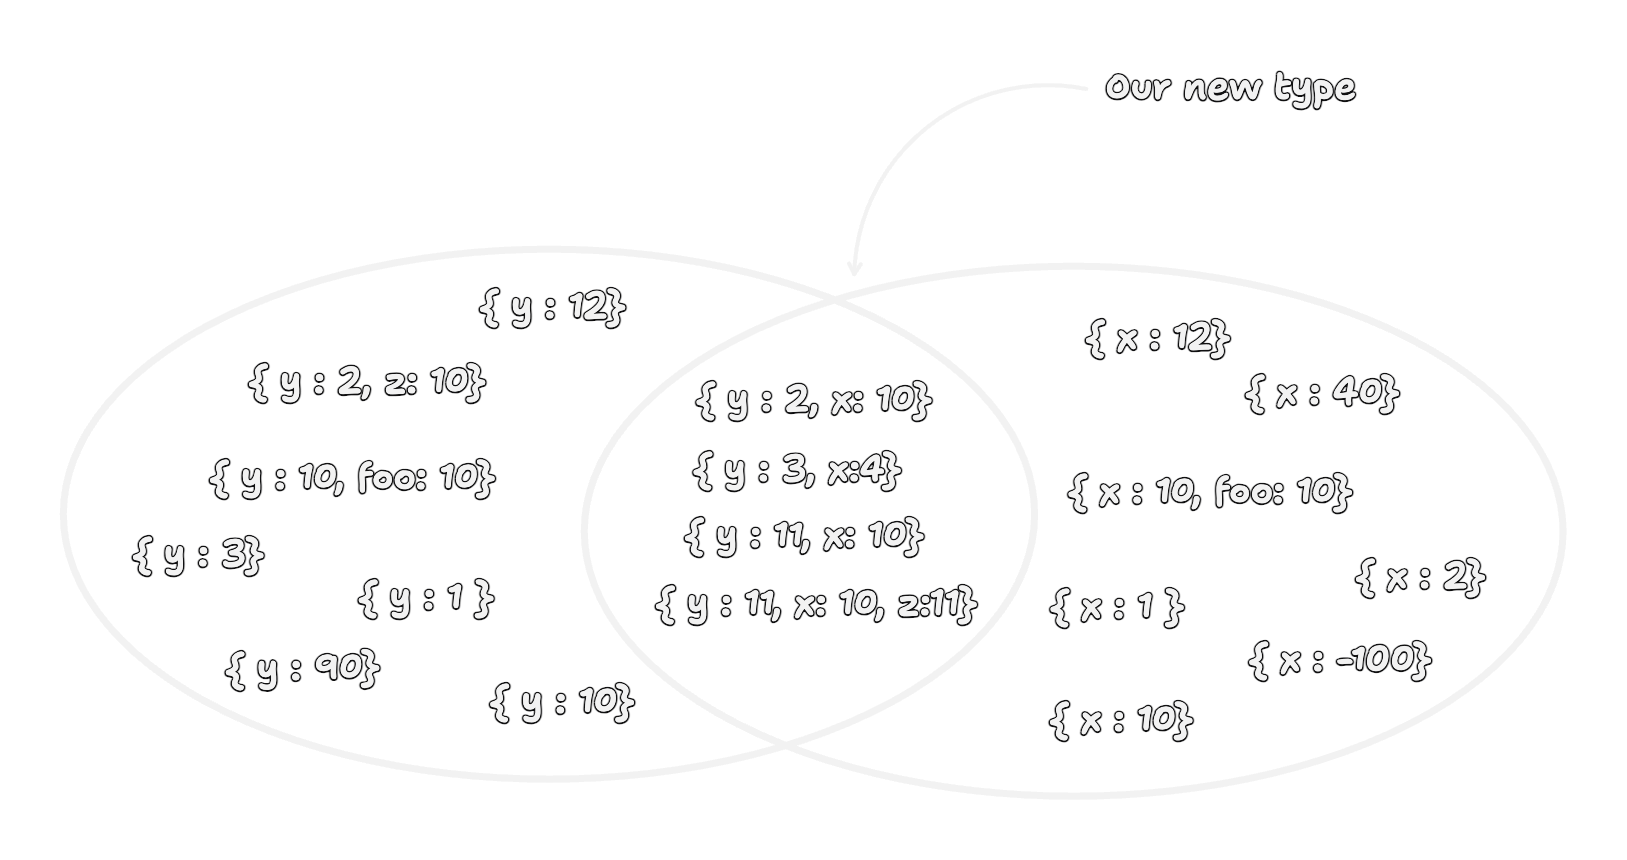 Our new type
{ y : 12}
{ y : 2, z: 10}
{ y : 10, foo: 10}
{ y : 3}
{ y : 1 }
{ y : 90}
{ y : 10}
{ y : 2, x: 10}
{ y : 3, x:4}
{ y : 11, x: 10}
{ y : 11, x: 10, z:11}
{ x : 12}
{ x : 40}
{ x : 10, foo: 10}
{ x : 2}
{ x : 1 }
{ x : -100}
{ x : 10}